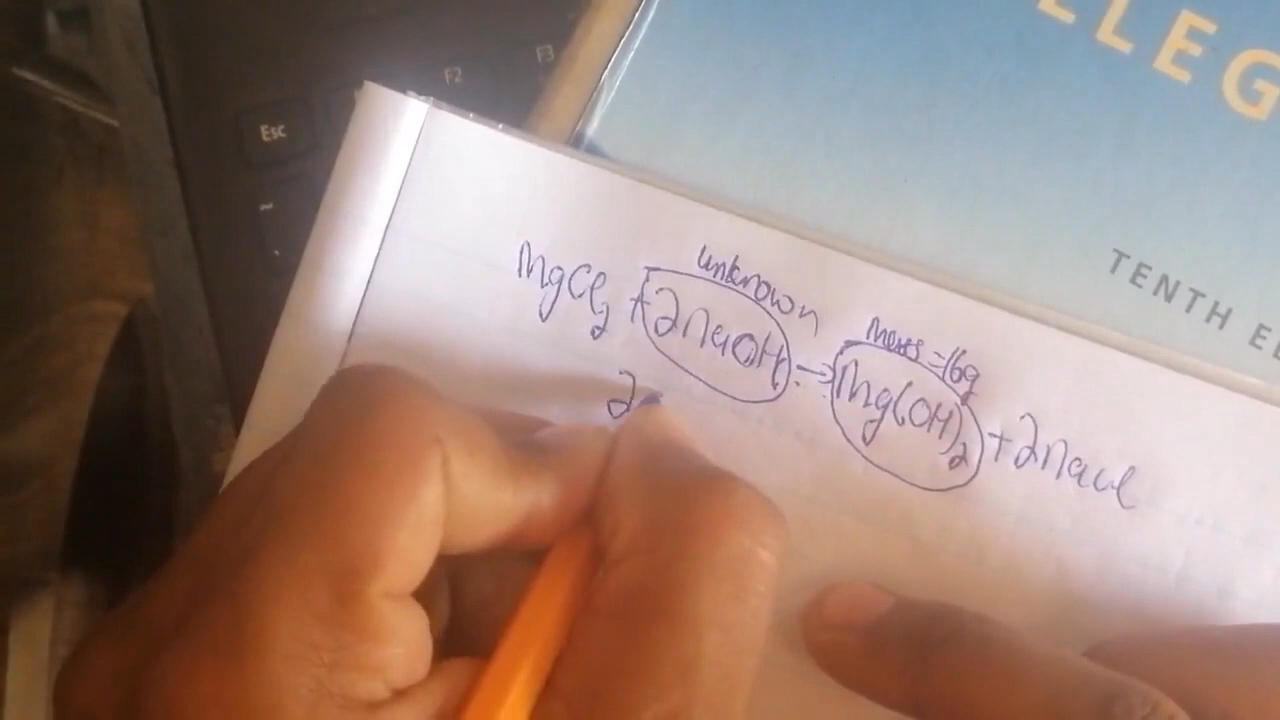 F2 F3
Esc
~
LLEG
TENTH E
unknown
mass = 16g
MgCl₂ + 2NaOH → Mg(OH)₂ + 2NaCl
2